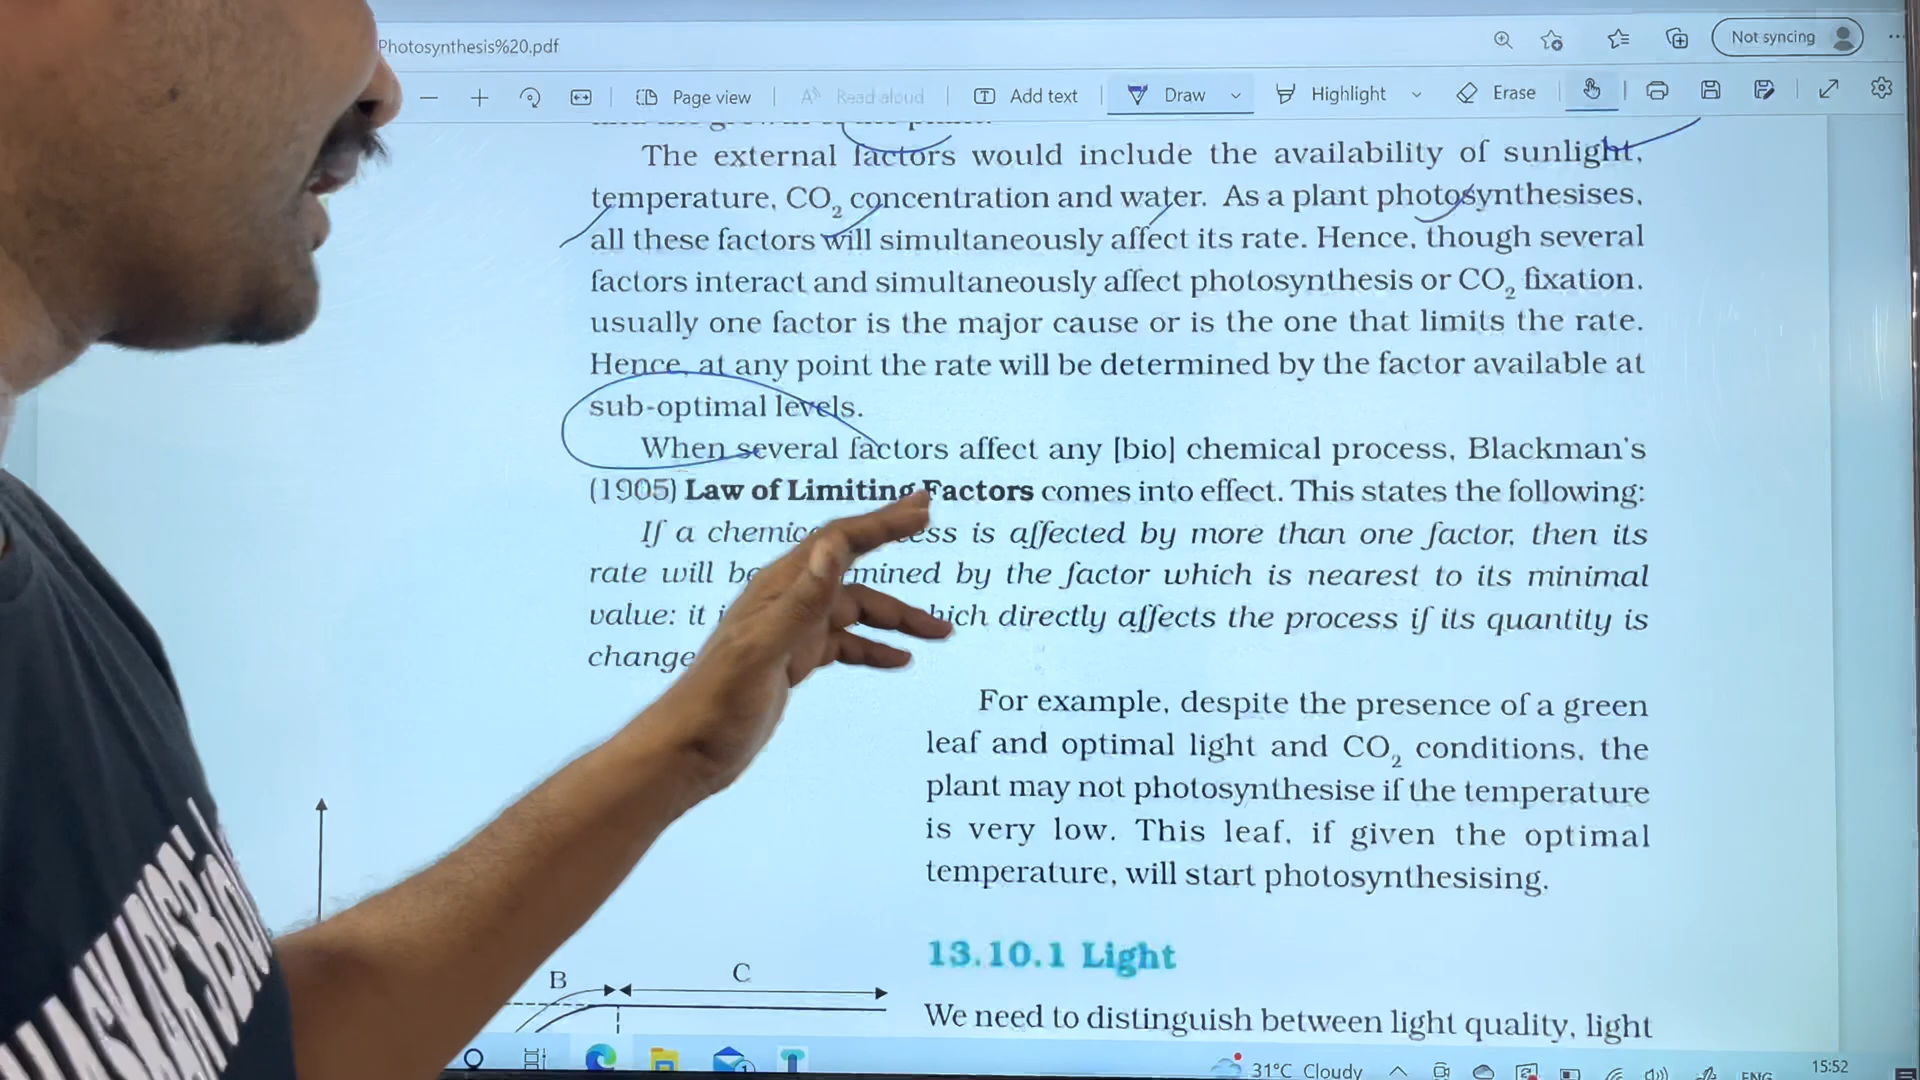 Photosynthesis%20.pdf
Not syncing
Page view
Read aloud
Add text
Draw
Highlight
Erase
The external factors would include the availability of sunlight,
temperature, CO2 concentration and water. As a plant photosynthesises,
all these factors will simultaneously affect its rate. Hence, though several
factors interact and simultaneously affect photosynthesis or CO2 fixation,
usually one factor is the major cause or is the one that limits the rate.
Hence, at any point the rate will be determined by the factor available at
sub-optimal levels.
When several factors affect any [bio] chemical process, Blackman's
(1905) Law of Limiting Factors comes into effect. This states the following:
If a is affected by more than one factor, then its
rate will by the factor which is nearest to its minimal
value: it directly affects the process if its quantity is
For example, despite the presence of a green
leaf and optimal light and CO2 conditions, the
plant may not photosynthesise if the temperature
is very low. This leaf, if given the optimal
temperature, will start photosynthesising.
13.10.1 Light
B
C
We need to distinguish between light quality, light
31°C Cloudy
ENG
15:52